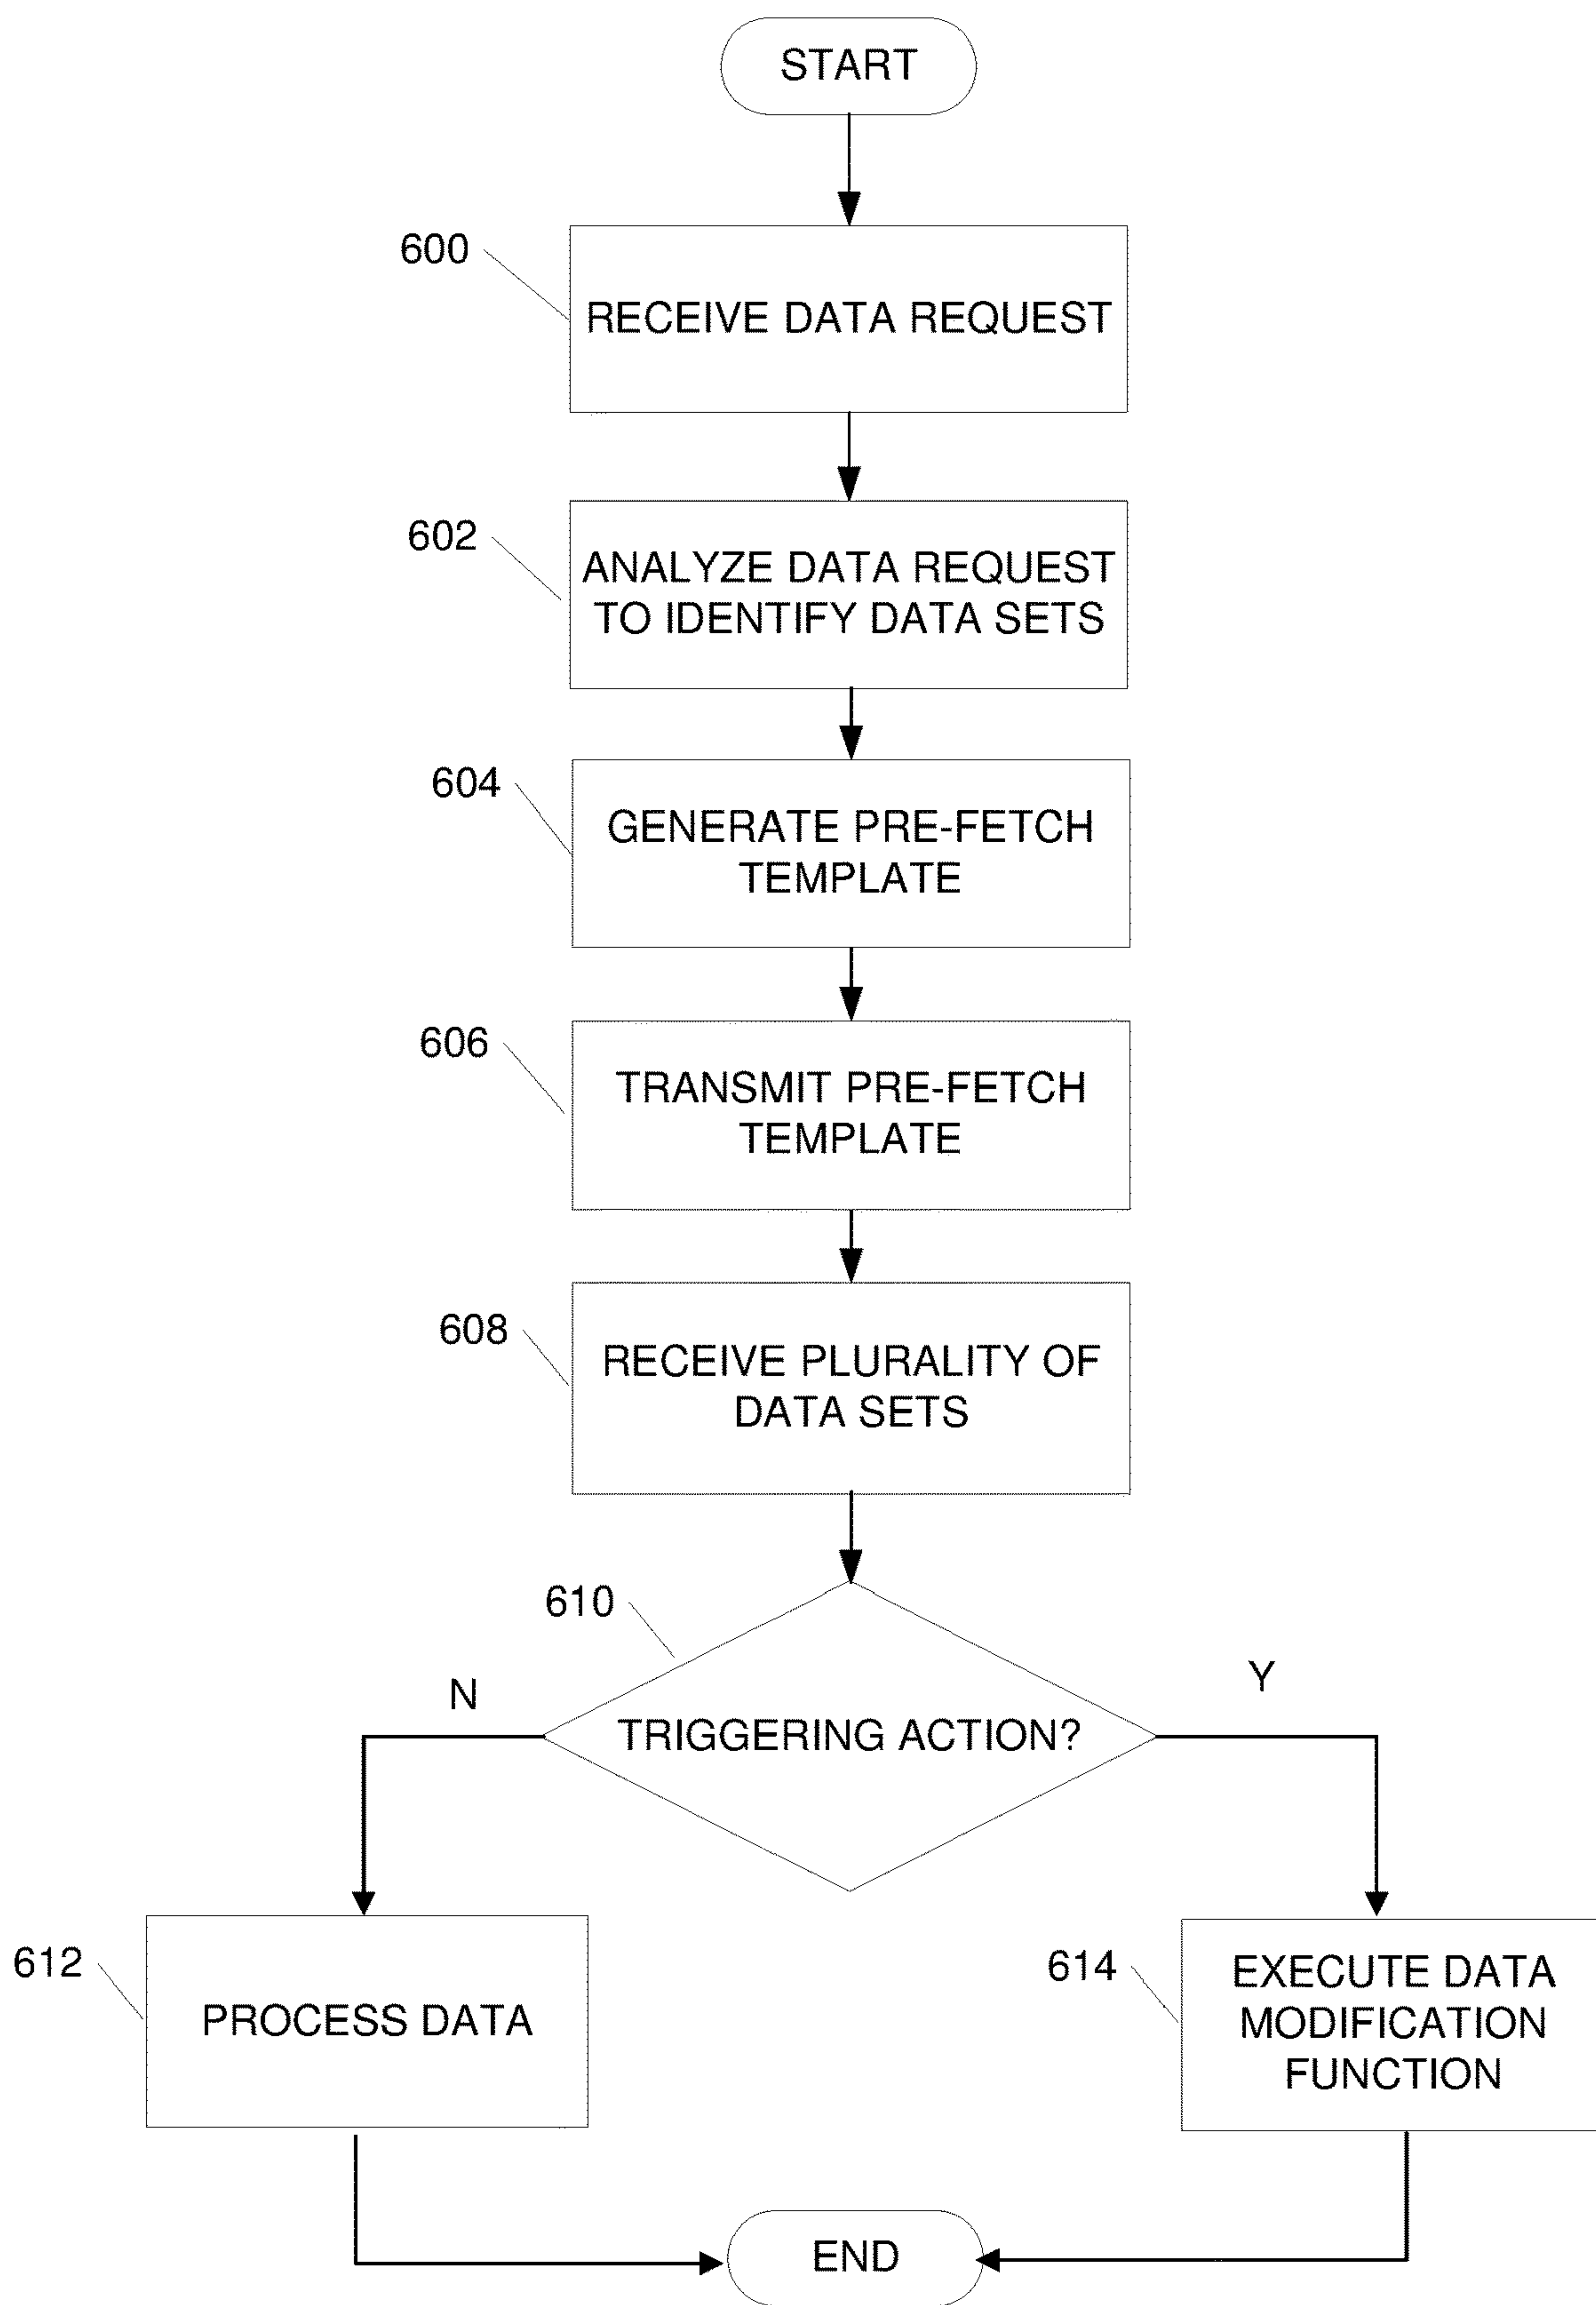 START
600
RECEIVE DATA REQUEST
602
ANALYZE DATA REQUEST
TO IDENTIFY DATA SETS
604
GENERATE PRE-FETCH
TEMPLATE
606
TRANSMIT PRE-FETCH
TEMPLATE
608
RECEIVE PLURALITY OF
DATA SETS
610
TRIGGERING ACTION?
N
Y
612
PROCESS DATA
614
EXECUTE DATA
MODIFICATION
FUNCTION
END